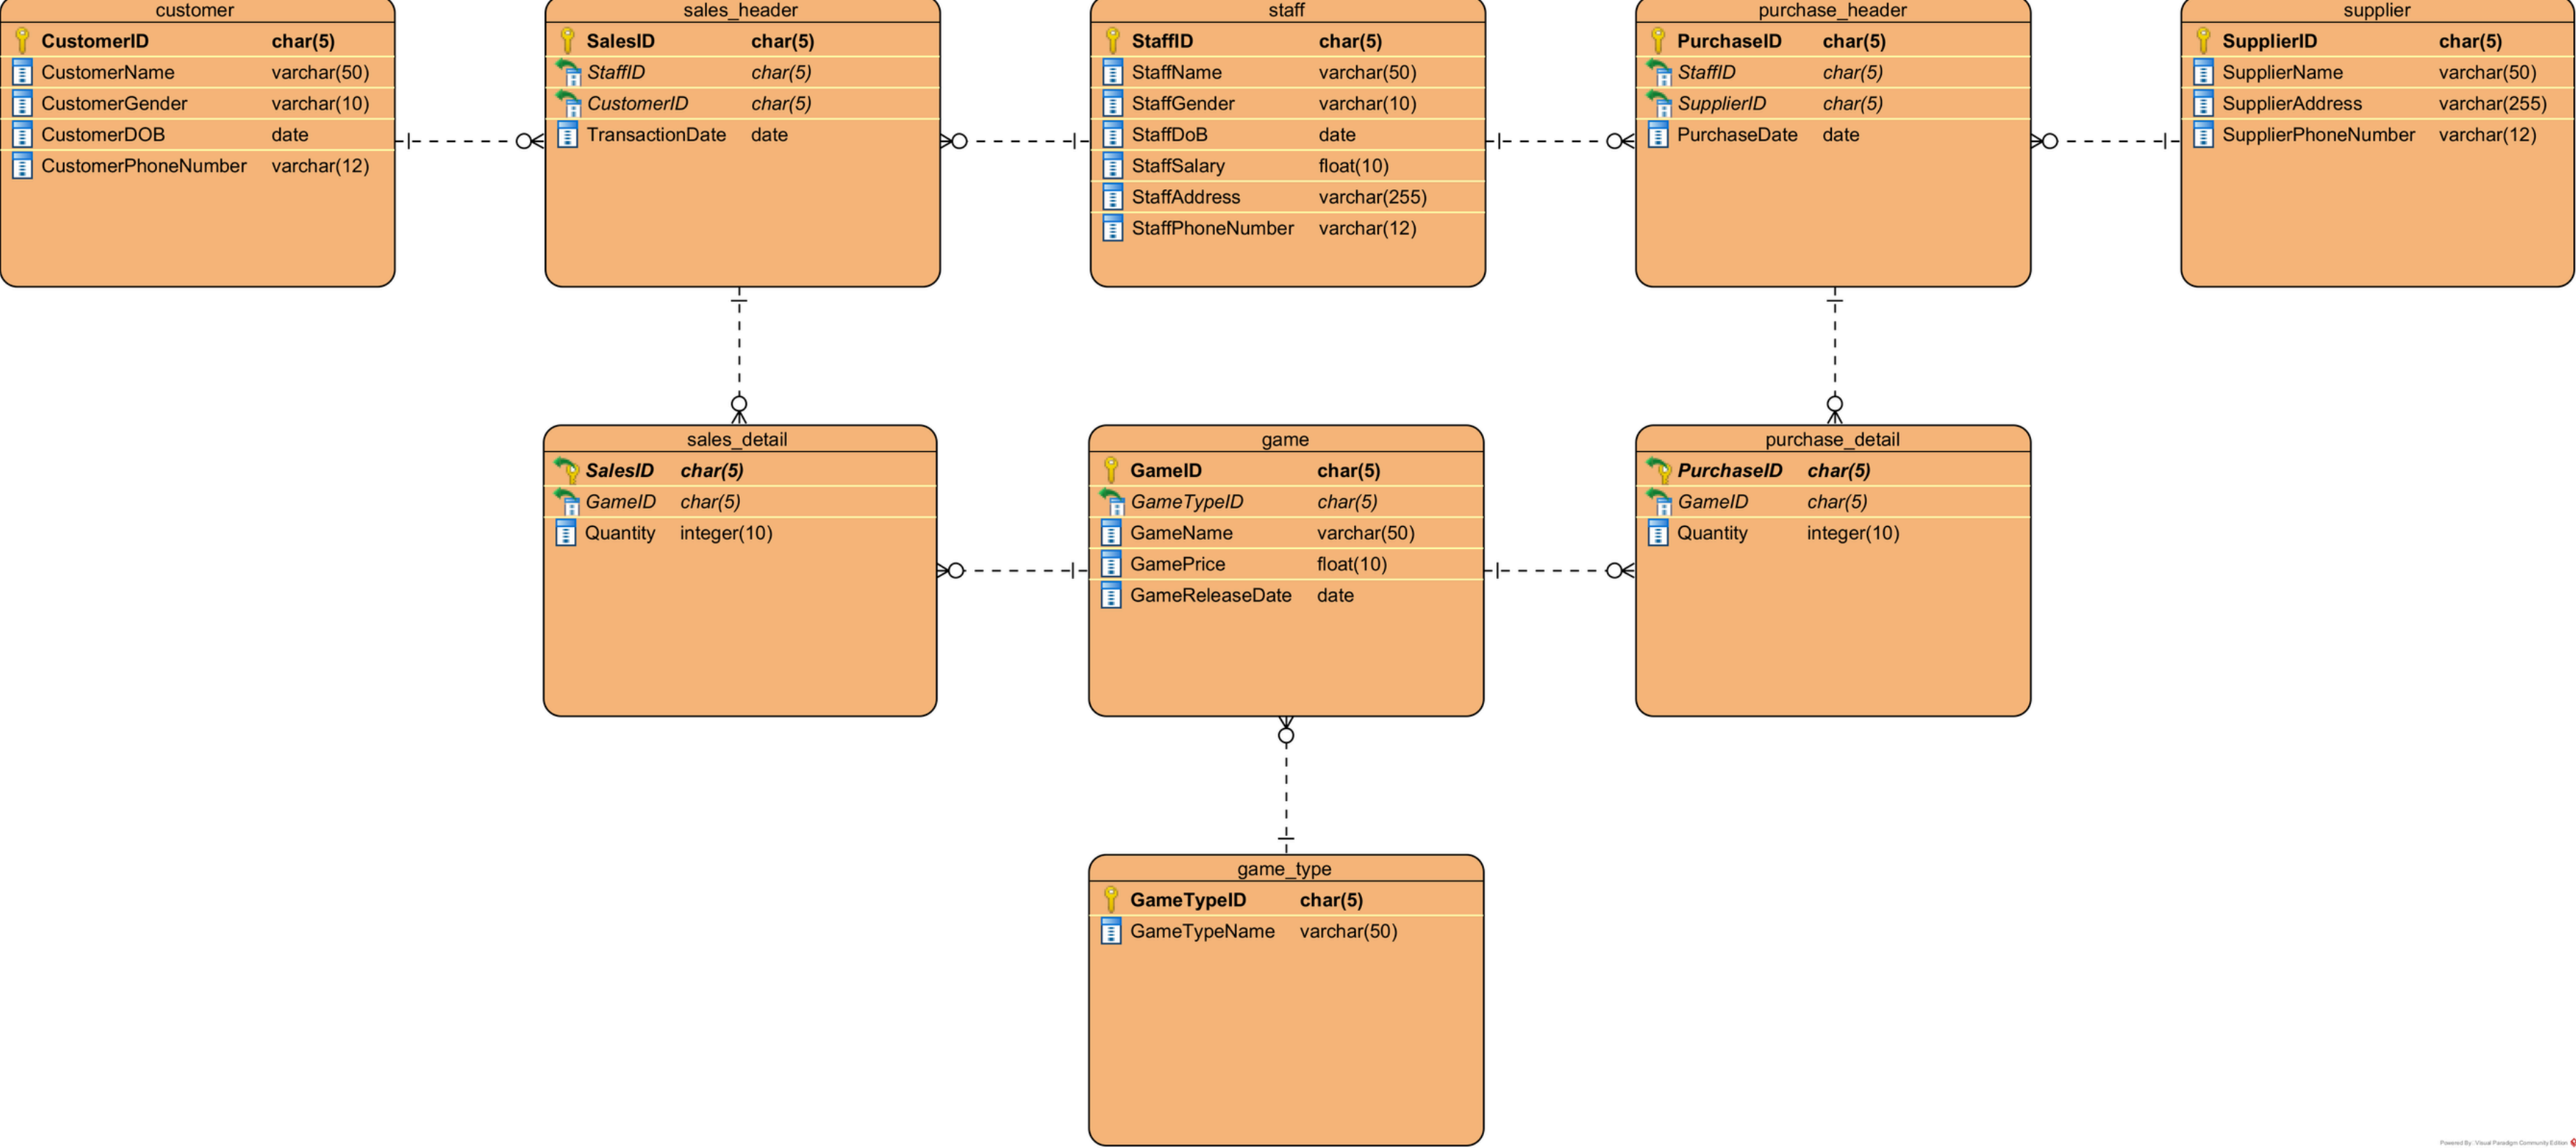 customer
CustomerID char(5)
CustomerName varchar(50)
CustomerGender varchar(10)
CustomerDOB date
CustomerPhoneNumber varchar(12)
sales_header
SalesID char(5)
StaffID char(5)
CustomerID char(5)
TransactionDate date
staff
StaffID char(5)
StaffName varchar(50)
StaffGender varchar(10)
StaffDoB date
StaffSalary float(10)
StaffAddress varchar(255)
StaffPhoneNumber varchar(12)
purchase_header
PurchaseID char(5)
StaffID char(5)
SupplierID char(5)
PurchaseDate date
supplier
SupplierID char(5)
SupplierName varchar(50)
SupplierAddress varchar(255)
SupplierPhoneNumber varchar(12)
sales_detail
SalesID char(5)
GameID char(5)
Quantity integer(10)
game
GameID char(5)
GameTypeID char(5)
GameName varchar(50)
GamePrice float(10)
GameReleaseDate date
purchase_detail
PurchaseID char(5)
GameID char(5)
Quantity integer(10)
game_type
GameTypeID char(5)
GameTypeName varchar(50)
Powered By: Visual Paradigm Community Edition